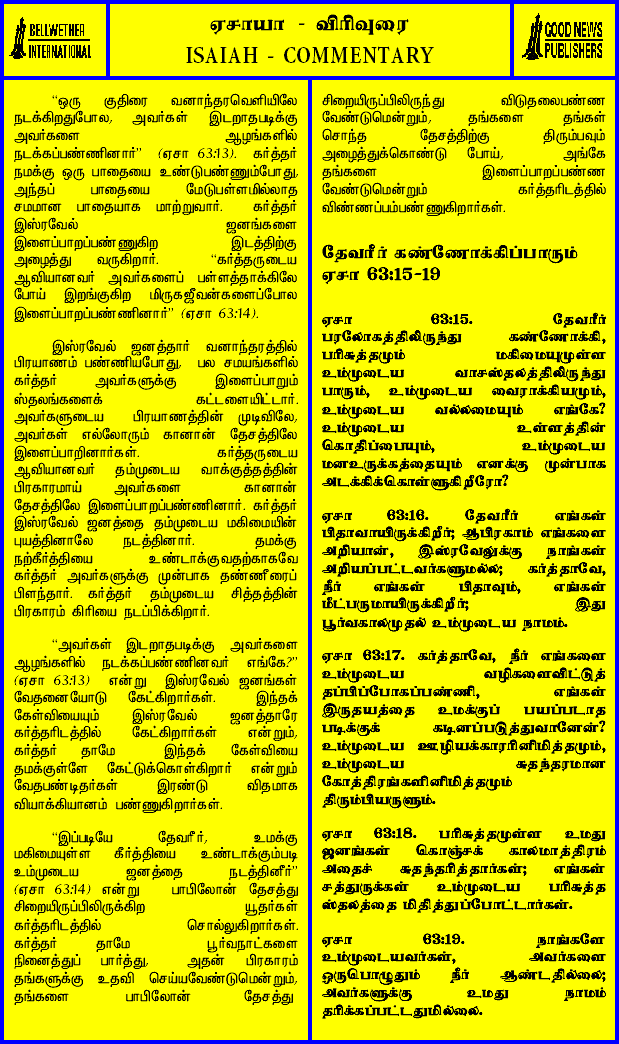 BELLWETHER
INTERNATIONAL
ஏசாயா - விரிவுரை
ISAIAH - COMMENTARY
GOOD NEWS
PUBLISHERS
“ஒரு குதிரை வனாந்தரவெளியிலே
நடக்கிறதுபோல, அவர்கள் இடறாதபடிக்கு
அவர்களை ஆழங்களில்
நடக்கப்பண்ணினார்” (ஏசா 63:13). கர்த்தர்
நமக்கு ஒரு பாதையை உண்டுபண்ணும்போது,
அந்தப் பாதையை மேடுபள்ளமில்லாத
சமமான பாதையாக மாற்றுவார். கர்த்தர்
இஸ்ரவேல் ஜனங்களை
இளைப்பாறப்பண்ணுகிற இடத்திற்கு
அழைத்து வருகிறார். “கர்த்தருடைய
ஆவியானவர் அவர்களைப் பள்ளத்தாக்கிலே
போய் இறங்குகிற மிருகஜீவன்களைப்போல
இளைப்பாறப்பண்ணினார்” (ஏசா 63:14).
இஸ்ரவேல் ஜனத்தார் வனாந்தரத்தில்
பிரயாணம் பண்ணியபோது, பல சமயங்களில்
கர்த்தர் அவர்களுக்கு இளைப்பாறும்
ஸ்தலங்களைக் கட்டளையிட்டார்.
அவர்களுடைய பிரயாணத்தின் முடிவிலே,
அவர்கள் எல்லோரும் கானான் தேசத்திலே
இளைப்பாறினார்கள். கர்த்தருடைய
ஆவியானவர் தம்முடைய வாக்குத்தத்தின்
பிரகாரமாய் அவர்களை கானான்
தேசத்திலே இளைப்பாறப்பண்ணினார். கர்த்தர்
இஸ்ரவேல் ஜனத்தை தம்முடைய மகிமையின்
புயத்தினாலே நடத்தினார். தமக்கு
நற்கீர்த்தியை உண்டாக்குவதற்காகவே
கர்த்தர் அவர்களுக்கு முன்பாக தண்ணீரைப்
பிளந்தார். கர்த்தர் தம்முடைய சித்தத்தின்
பிரகாரம் கிரியை நடப்பிக்கிறார்.
“அவர்கள் இடறாதபடிக்கு அவர்களை
ஆழங்களில் நடக்கப்பண்ணினவர் எங்கே?”
(ஏசா 63:13) என்று இஸ்ரவேல் ஜனங்கள்
வேதனையோடு கேட்கிறார்கள். இந்தக்
கேள்வியையும் இஸ்ரவேல் ஜனத்தாரே
கர்த்தரிடத்தில் கேட்கிறார்கள் என்றும்,
கர்த்தர் தாமே இந்தக் கேள்வியை
தமக்குள்ளே கேட்டுக்கொள்கிறார் என்றும்
வேதபண்டிதர்கள் இரண்டு விதமாக
வியாக்கியானம் பண்ணுகிறார்கள்.
“இப்படியே தேவரீர், உமக்கு
மகிமையுள்ள கீர்த்தியை உண்டாக்கும்படி
உம்முடைய ஜனத்தை நடத்தினீர்”
(ஏசா 63:14) என்று பாபிலோன் தேசத்து
சிறையிருப்பிலிருக்கிற யூதர்கள்
கர்த்தரிடத்தில் சொல்லுகிறார்கள்.
கர்த்தர் தாமே பூர்வநாட்களை
நினைத்துப் பார்த்து, அதன் பிரகாரம்
தங்களுக்கு உதவி செய்யவேண்டுமென்றும்,
தங்களை பாபிலோன் தேசத்து
சிறையிருப்பிலிருந்து விடுதலைபண்ண
வேண்டுமென்றும், தங்களை தங்கள்
சொந்த தேசத்திற்கு திரும்பவும்
அழைத்துக்கொண்டு போய், அங்கே
தங்களை இளைப்பாறப்பண்ண
வேண்டுமென்றும் கர்த்தரிடத்தில்
விண்ணப்பம்பண்ணுகிறார்கள்.
தேவரீர் கண்ணோக்கிப்பாரும்
ஏசா 63:15-19
ஏசா 63:15. தேவரீர்
பரலோகத்திலிருந்து கண்ணோக்கி,
பரிசுத்தமும் மகிமையுமுள்ள
உம்முடைய வாசஸ்தலத்திலிருந்து
பாரும், உம்முடைய வைராக்கியமும்,
உம்முடைய வல்லமையும் எங்கே?
உம்முடைய உள்ளத்தின்
கொதிப்பையும், உம்முடைய
மனஉருக்கத்தையும் எனக்கு முன்பாக
அடக்கிக்கொள்ளுகிறீரோ?
ஏசா 63:16. தேவரீர் எங்கள்
பிதாவாயிருக்கிறீர்; ஆபிரகாம் எங்களை
அறியான், இஸ்ரவேலுக்கு நாங்கள்
அறியப்பட்டவர்களுமல்ல; கர்த்தாவே,
நீர் எங்கள் பிதாவும், எங்கள்
மீட்பருமாயிருக்கிறீர்; இது
பூர்வகாலமுதல் உம்முடைய நாமம்.
ஏசா 63:17. கர்த்தாவே, நீர் எங்களை
உம்முடைய வழிகளைவிட்டுத்
தப்பிப்போகப்பண்ணி, எங்கள்
இருதயத்தை உமக்குப் பயப்படாத
படிக்குக் கடினப்படுத்துவானேன்?
உம்முடைய ஊழியக்காரரினிமித்தமும்,
உம்முடைய சுதந்தரமான
கோத்திரங்களினிமித்தமும்
திரும்பியருளும்.
ஏசா 63:18. பரிசுத்தமுள்ள உமது
ஜனங்கள் கொஞ்சக் காலமாத்திரம்
அதைச் சுதந்தரித்தார்கள்; எங்கள்
சத்துருக்கள் உம்முடைய பரிசுத்த
ஸ்தலத்தை மிதித்துப்போட்டார்கள்.
ஏசா 63:19. நாங்களே
உம்முடையவர்கள், அவர்களை
ஒருபொழுதும் நீர் ஆண்டதில்லை;
அவர்களுக்கு உமது நாமம்
தரிக்கப்பட்டதுமில்லை.